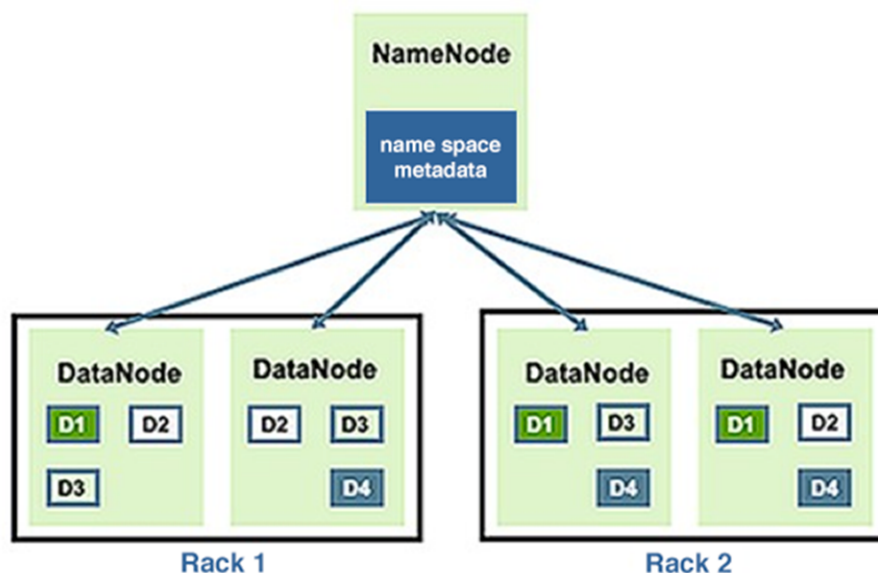 NameNode
name space
metadata
DataNode
D1 D2
D3
DataNode
D2 D3
D4
Rack 1
DataNode
D1 D3
D4
DataNode
D1 D2
D4
Rack 2